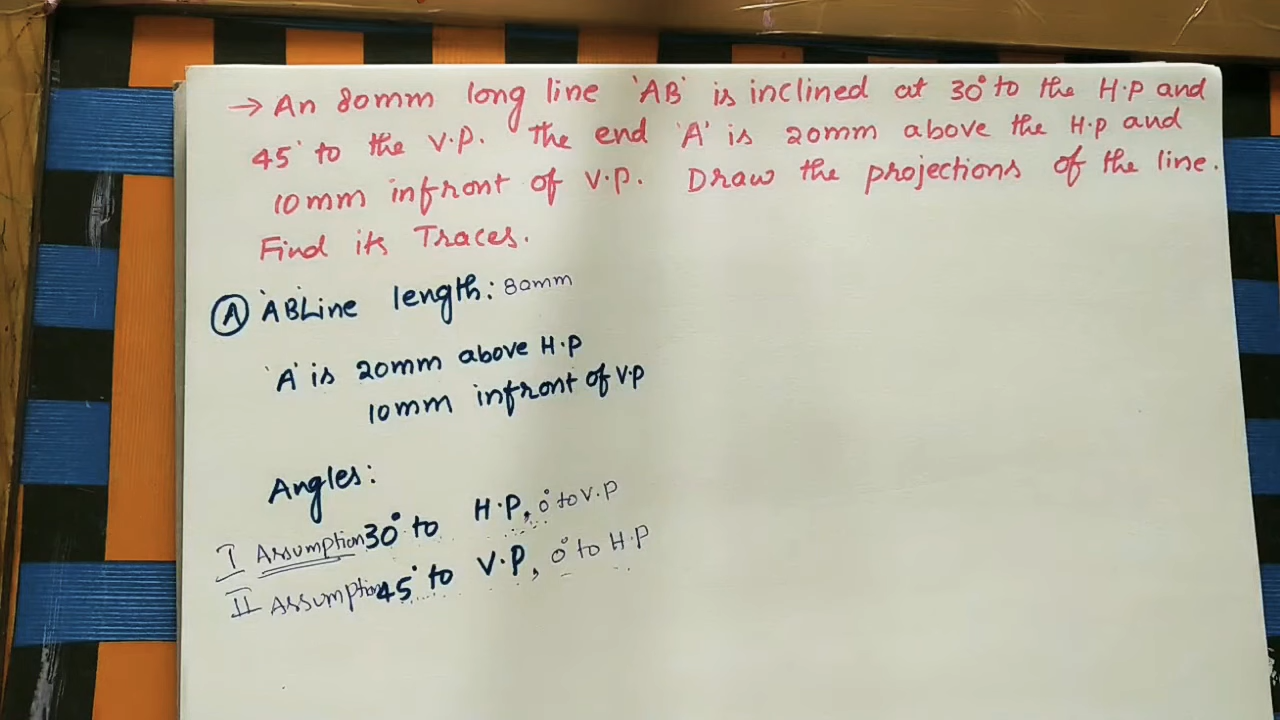 → An 80mm long line 'AB' is inclined at 30° to the H.P and
45° to the V.P. The end 'A' is 20mm above the H.P and
10mm infront of V.P. Draw the projections of the line.
Find its Traces.
Ⓐ 'AB' Line length: 80mm
'A' is 20mm above H.P
10mm infront of V.P
Angles:
I Assumption 30° to H.P, 0° to V.P
II Assumption 45° to V.P, 0° to H.P